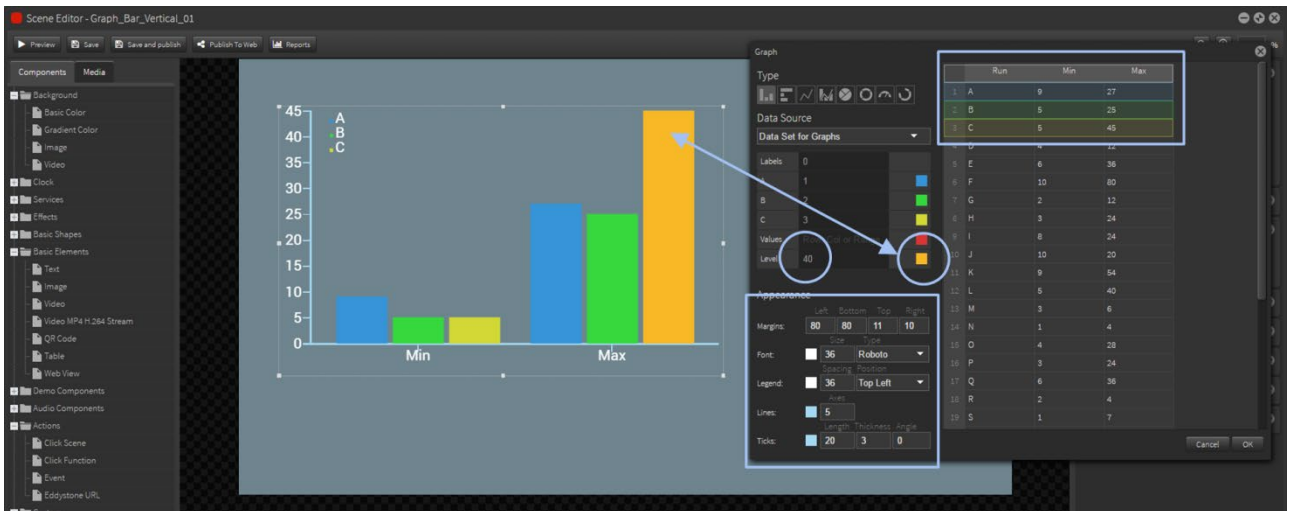 Scene Editor - Graph_Bar_Vertical_01
Preview Save Save and publish Publish To Web Reports %
Components Media
Background
Basic Color
Gradient Color
Image
Video
Clock
Services
Effects
Basic Shapes
Basic Elements
Text
Image
Video
Video MP4 H.264 Stream
QR Code
Table
Web View
Demo Components
Audio Components
Actions
Click Scene
Click Function
Event
Eddystone URL
45
40
35
30
25
20
15
10
5
0
A
B
C
Min Max
Graph
Type
Data Source
Data Set for Graphs
Labels 0
A 1
B 2
C 3
Values
Level 40
Appearance
Left Bottom Top Right
Margins: 80 80 11 10
Size Type
Font: 36 Roboto
Spacing Position
Legend: 36 Top Left
Axes
Lines: 5
Length Thickness Angle
Ticks: 20 3 0
Run Min Max
1 A 9 27
2 B 5 25
3 C 5 45
4 D 4 12
5 E 6 36
6 F 10 80
7 G 2 12
8 H 3 24
9 I 8 24
10 J 10 20
11 K 9 54
12 L 5 40
13 M 3 6
14 N 1 4
15 O 4 28
16 P 3 24
17 Q 6 36
18 R 2 4
19 S 1 7
Cancel OK